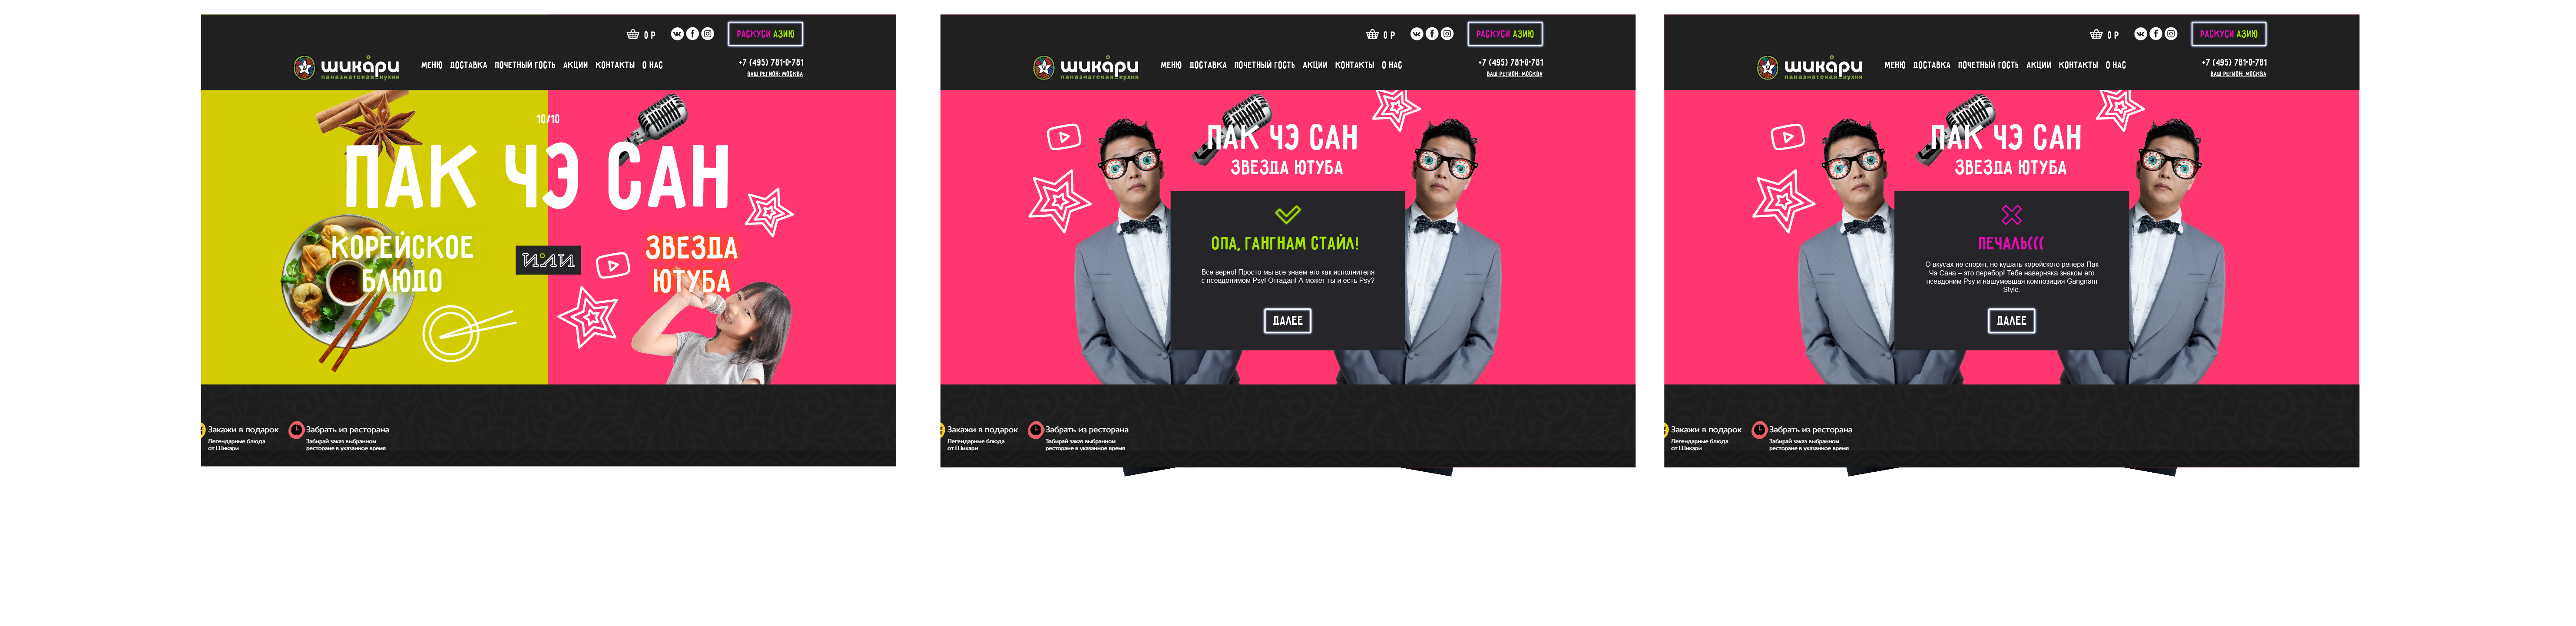 0 Р
РАСКУСИ АЗИЮ
шикари
паназиатская кухня
МЕНЮ ДОСТАВКА ПОЧЕТНЫЙ ГОСТЬ АКЦИИ КОНТАКТЫ О НАС
+7 (495) 781-0-781
ВАШ РЕГИОН: МОСКВА
10/10
ПАК ЧЭ САН
КОРЕЙСКОЕ
БЛЮДО
ИЛИ
ЗВЕЗДА
ЮТУБА
Закажи в подарок
Легендарные блюда
от Шикари
Забрать из ресторана
Забирай заказ выбранном
ресторане в указанное время
0 Р
РАСКУСИ АЗИЮ
шикари
паназиатская кухня
МЕНЮ ДОСТАВКА ПОЧЕТНЫЙ ГОСТЬ АКЦИИ КОНТАКТЫ О НАС
+7 (495) 781-0-781
ВАШ РЕГИОН: МОСКВА
ПАК ЧЭ САН
ЗВЕЗДА ЮТУБА
ОПА, ГАНГНАМ СТАЙЛ!
Всё верно! Просто мы все знаем его как исполнителя
с псевдонимом Psy! Отгадал! А может ты и есть Psy?
ДАЛЕЕ
Закажи в подарок
Легендарные блюда
от Шикари
Забрать из ресторана
Забирай заказ выбранном
ресторане в указанное время
0 Р
РАСКУСИ АЗИЮ
шикари
паназиатская кухня
МЕНЮ ДОСТАВКА ПОЧЕТНЫЙ ГОСТЬ АКЦИИ КОНТАКТЫ О НАС
+7 (495) 781-0-781
ВАШ РЕГИОН: МОСКВА
ПАК ЧЭ САН
ЗВЕЗДА ЮТУБА
ПЕЧАЛЬ(((
О вкусах не спорят, но кушать корейского репера Пак
Чэ Сана – это перебор! Тебе наверняка знаком его
псевдоним Psy и нашумевшая композиция Gangnam
Style.
ДАЛЕЕ
Закажи в подарок
Легендарные блюда
от Шикари
Забрать из ресторана
Забирай заказ выбранном
ресторане в указанное время